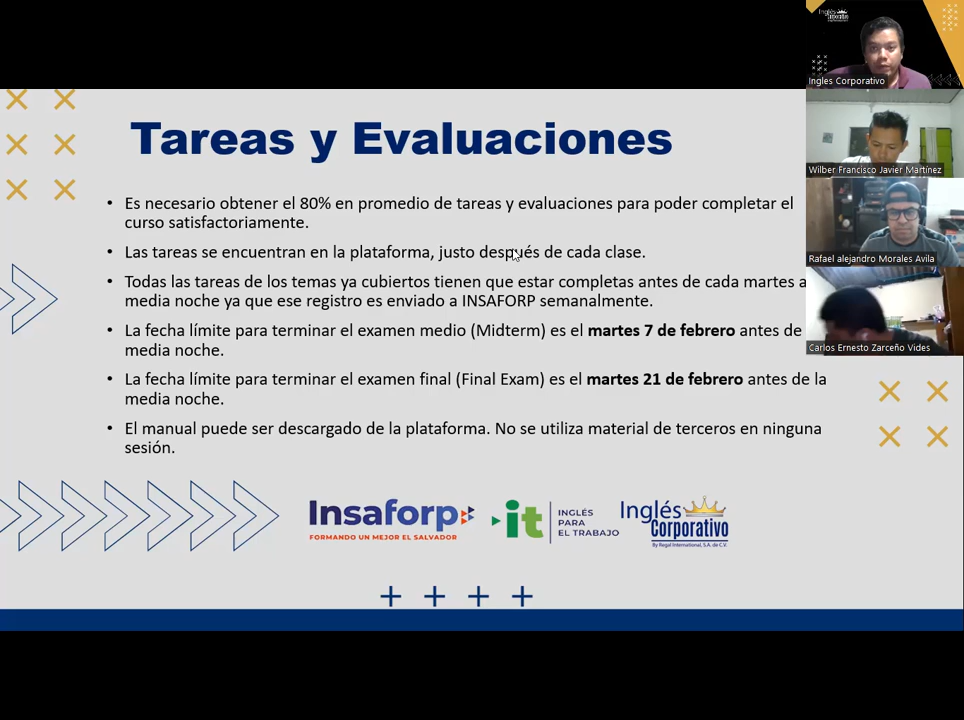 Tareas y Evaluaciones
• Es necesario obtener el 80% en promedio de tareas y evaluaciones para poder completar el
curso satisfactoriamente.
• Las tareas se encuentran en la plataforma, justo después de cada clase.
• Todas las tareas de los temas ya cubiertos tienen que estar completas antes de cada martes a
media noche ya que ese registro es enviado a INSAFORP semanalmente.
• La fecha límite para terminar el examen medio (Midterm) es el martes 7 de febrero antes de
media noche.
• La fecha límite para terminar el examen final (Final Exam) es el martes 21 de febrero antes de la
media noche.
• El manual puede ser descargado de la plataforma. No se utiliza material de terceros en ninguna
sesión.
Insaforp
FORMANDO UN MEJOR EL SALVADOR
it
INGLÉS
PARA
EL TRABAJO
Inglés
Corporativo
By Regal International, S.A. de C.V.
Inglés
Corporativo
Ingles Corporativo
Wilber Francisco Javier Martínez
Rafael alejandro Morales Avila
Carlos Ernesto Zarceño Vides